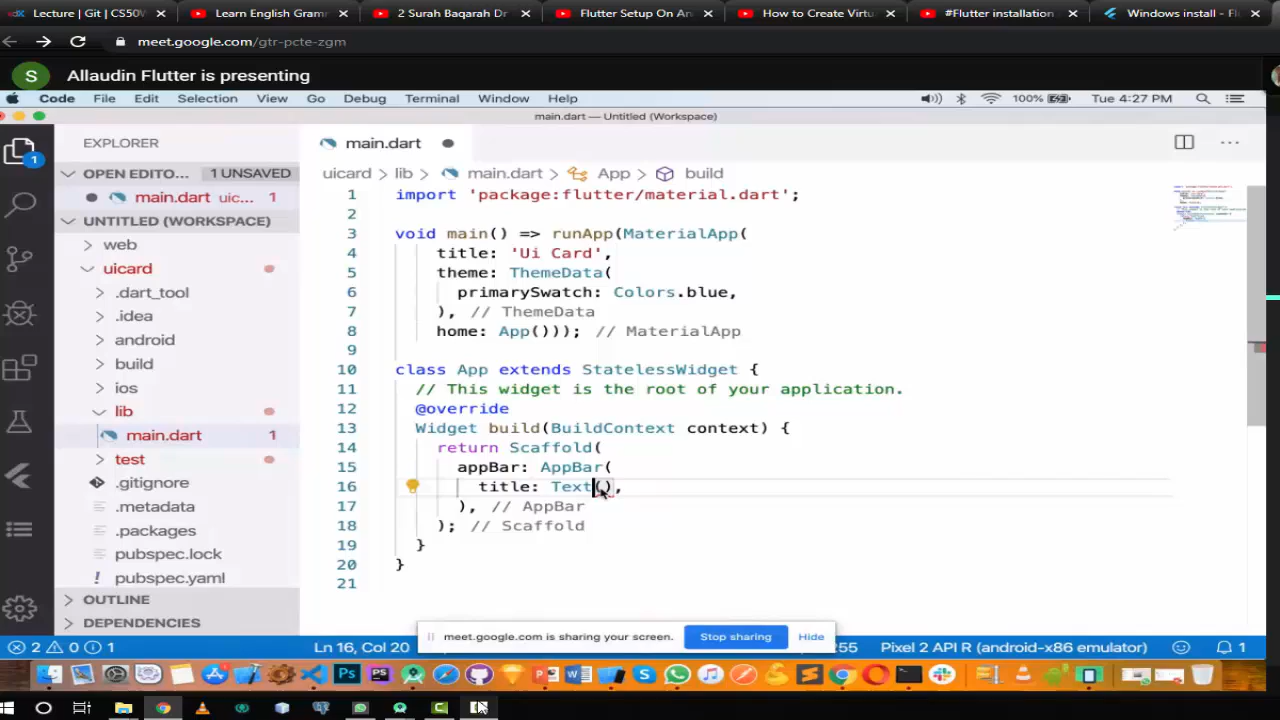 Lecture | Git | CS50W
Learn English Gram
2 Surah Baqarah Dr
Flutter Setup On An
How to Create Virtu
#Flutter installation
Windows install - Fl
meet.google.com/gtr-pcte-zgm
S Allaudin Flutter is presenting
Code File Edit Selection View Go Debug Terminal Window Help 100% Tue 4:27 PM
main.dart — Untitled (Workspace)
EXPLORER
main.dart
1
OPEN EDITO... 1 UNSAVED
uicard > lib > main.dart > App > build
main.dart uic... 1
UNTITLED (WORKSPACE)
web
uicard
.dart_tool
.idea
android
build
ios
lib
main.dart 1
test
.gitignore
.metadata
.packages
pubspec.lock
! pubspec.yaml
OUTLINE
DEPENDENCIES
1 import 'package:flutter/material.dart';
2
3 void main() => runApp(MaterialApp(
4 title: 'Ui Card',
5 theme: ThemeData(
6 primarySwatch: Colors.blue,
7 ), // ThemeData
8 home: App())); // MaterialApp
9
10 class App extends StatelessWidget {
11 // This widget is the root of your application.
12 @override
13 Widget build(BuildContext context) {
14 return Scaffold(
15 appBar: AppBar(
16 title: Text(),
17 ), // AppBar
18 ); // Scaffold
19 }
20 }
21
meet.google.com is sharing your screen. Stop sharing Hide
2 0 1 Ln 16, Col 20 255 Pixel 2 API R (android-x86 emulator) 1
Ps PS